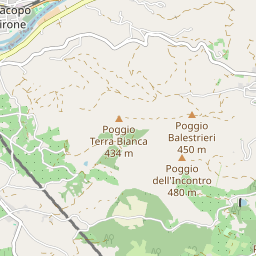 acopo
irone
Poggio
Terra Bianca
434 m
Poggio
Balestrieri
450 m
Poggio
dell'Incontro
480 m